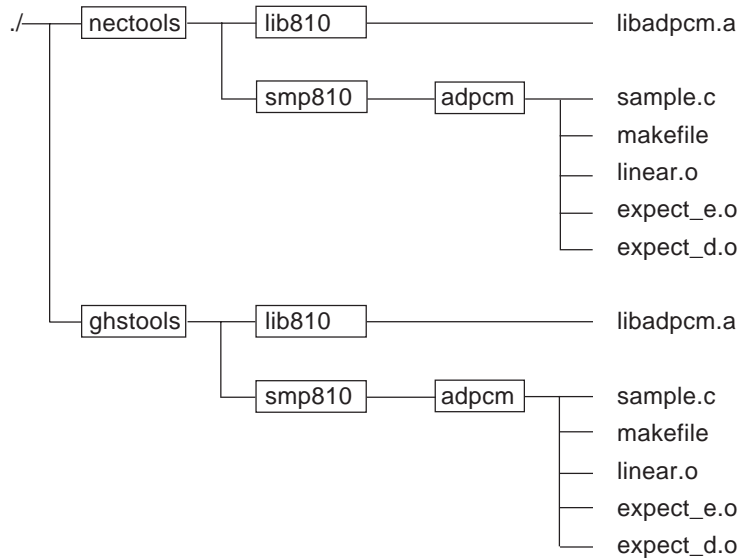 ./ nectools lib810 libadpcm.a
smp810 adpcm sample.c
makefile
linear.o
expect_e.o
expect_d.o
ghstools lib810 libadpcm.a
smp810 adpcm sample.c
makefile
linear.o
expect_e.o
expect_d.o